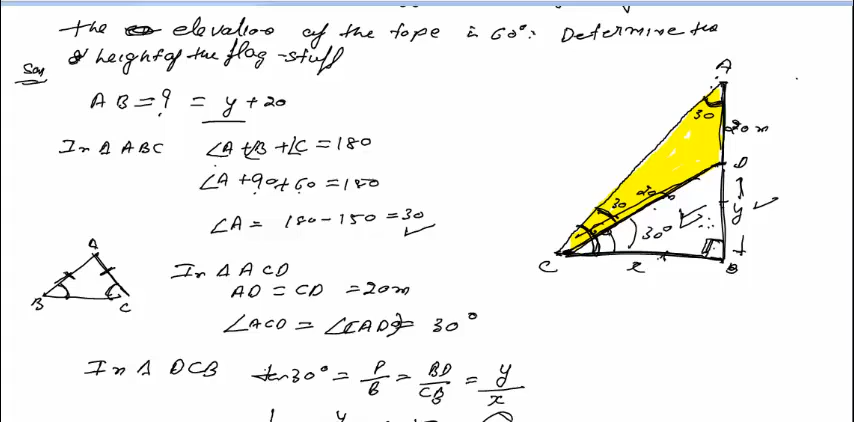 the elevation of the tope is 60°. Determine the
height of the flag-stuff
Soln
AB = ? = y + 20
In Δ ABC ∠A + ∠B + ∠C = 180
∠A + 90 + 60 = 180
∠A = 180 - 150 = 30
In Δ ACD
AD = CD = 20m
∠ACD = ∠CAD = 30°
In Δ DCB tan30° = P/B = BD/CB = y/x
A
B
C
A
30
20 m
D
20
30
30°
y
C
x
B